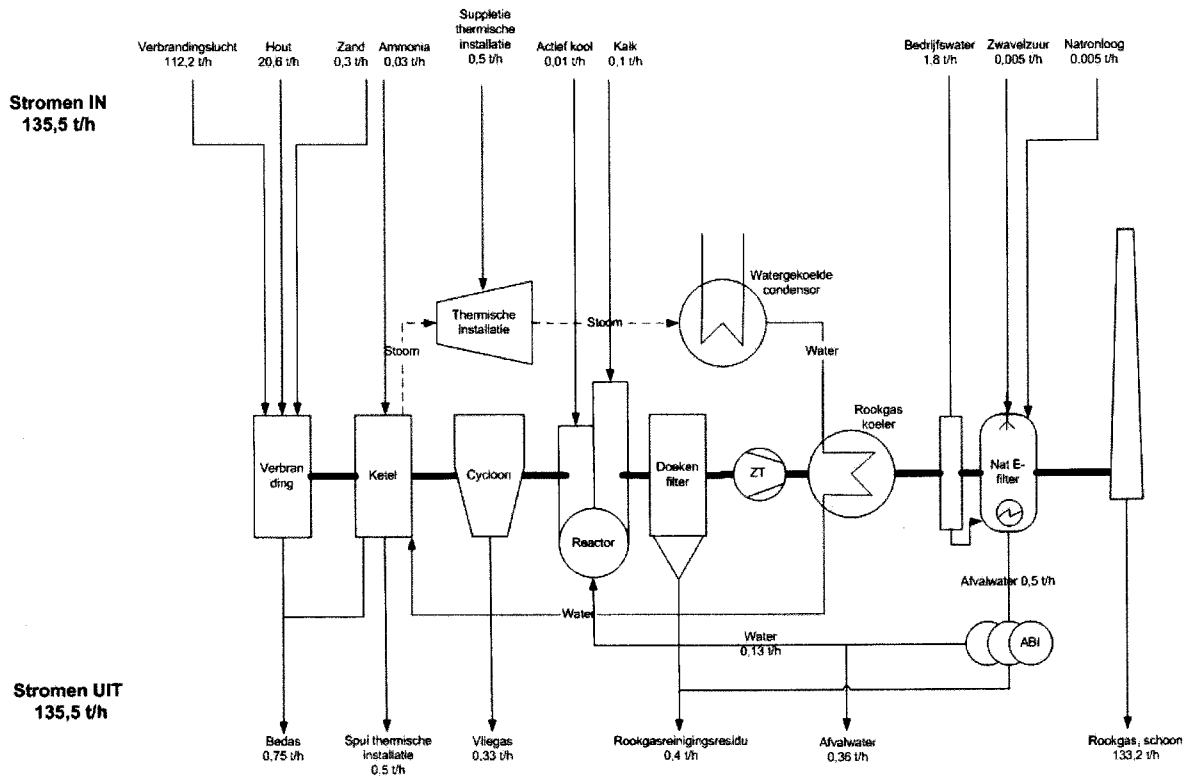 Suppletie
thermische
installatie
0,5 t/h
Verbrandingslucht
112,2 t/h
Hout
20,6 t/h
Zand
0,3 t/h
Ammonia
0,03 t/h
Actief kool
0,01 t/h
Kalk
0,1 t/h
Bedrijfswater
1,8 t/h
Zwavelzuur
0,005 t/h
Natronloog
0,005 t/h
Stromen IN
135,5 t/h
Watergekoelde
condensor
Thermische
Installatie
Stoom
Stoom
Water
Rookgas
koeler
Verbran
ding
Ketel
Cycloon
Reactor
Doeken
filter
ZT
Nat E-
filter
Afvalwater 0,5 t/h
Water
Water
0,13 t/h
ABI
Stromen UIT
135,5 t/h
Bedas
0,75 t/h
Spui thermische
installatie
0,5 t/h
Vliegas
0,33 t/h
Rookgasreinigingsresidu
0,4 t/h
Afvalwater
0,36 t/h
Rookgas, schoon
133,2 t/h